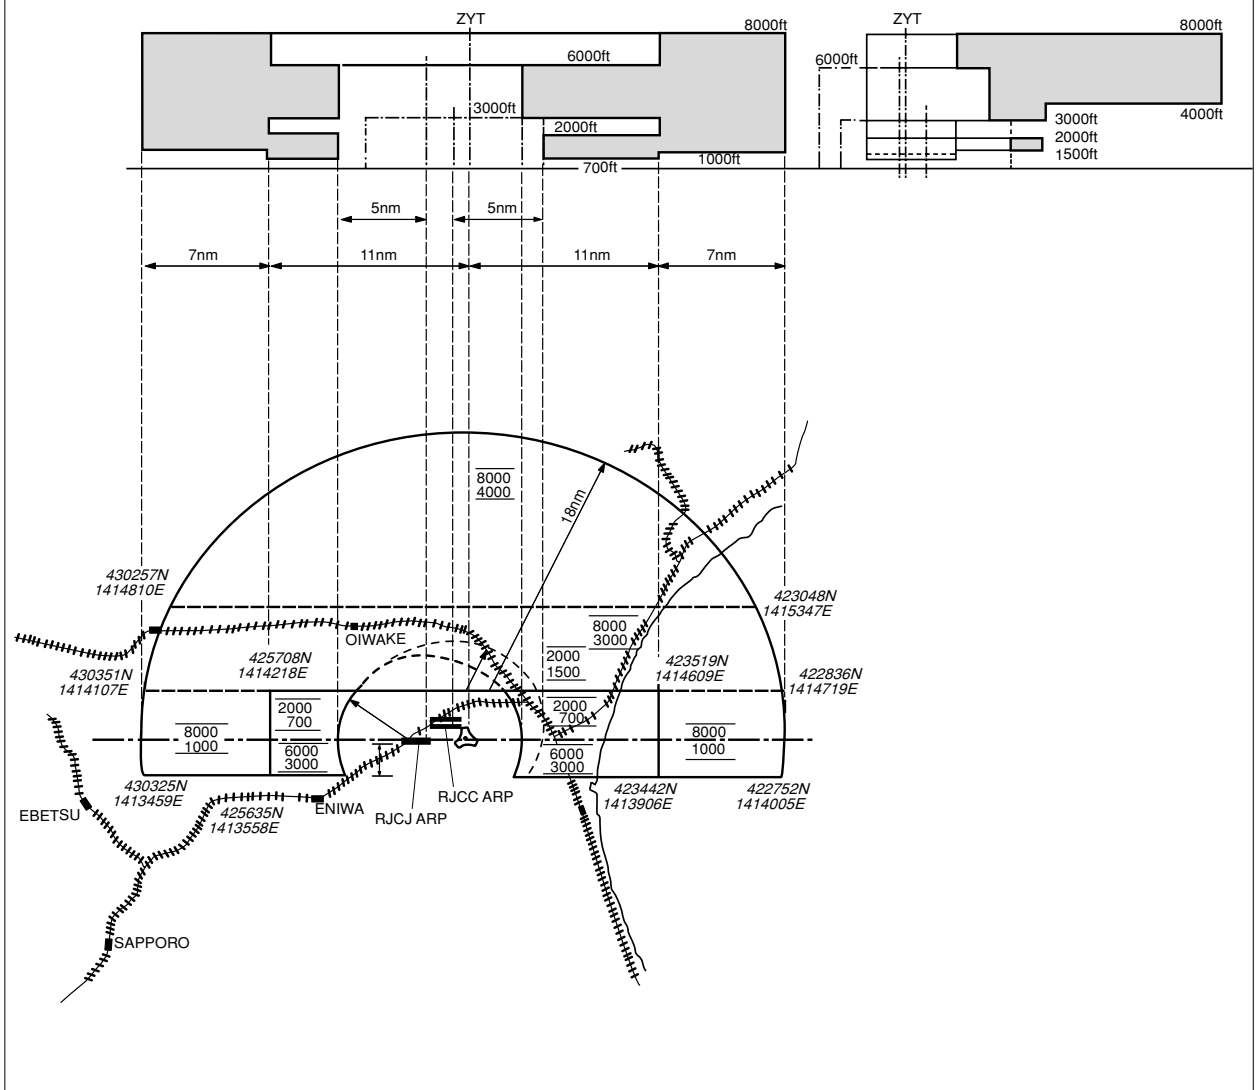 ZYT
8000ft
6000ft
3000ft
2000ft
1000ft
700ft
ZYT
8000ft
6000ft
4000ft
3000ft
2000ft
1500ft
5nm
5nm
7nm
11nm
11nm
7nm
8000
4000
18nm
430257N
1414810E
423048N
1415347E
OIWAKE
8000
3000
2000
1500
430351N
1414107E
425708N
1414218E
423519N
1414609E
422836N
1414719E
2000
700
2000
700
8000
1000
6000
3000
6000
3000
8000
1000
430325N
1413459E
425635N
1413558E
ENIWA
RJCJ ARP
RJCC ARP
423442N
1413906E
422752N
1414005E
EBETSU
SAPPORO